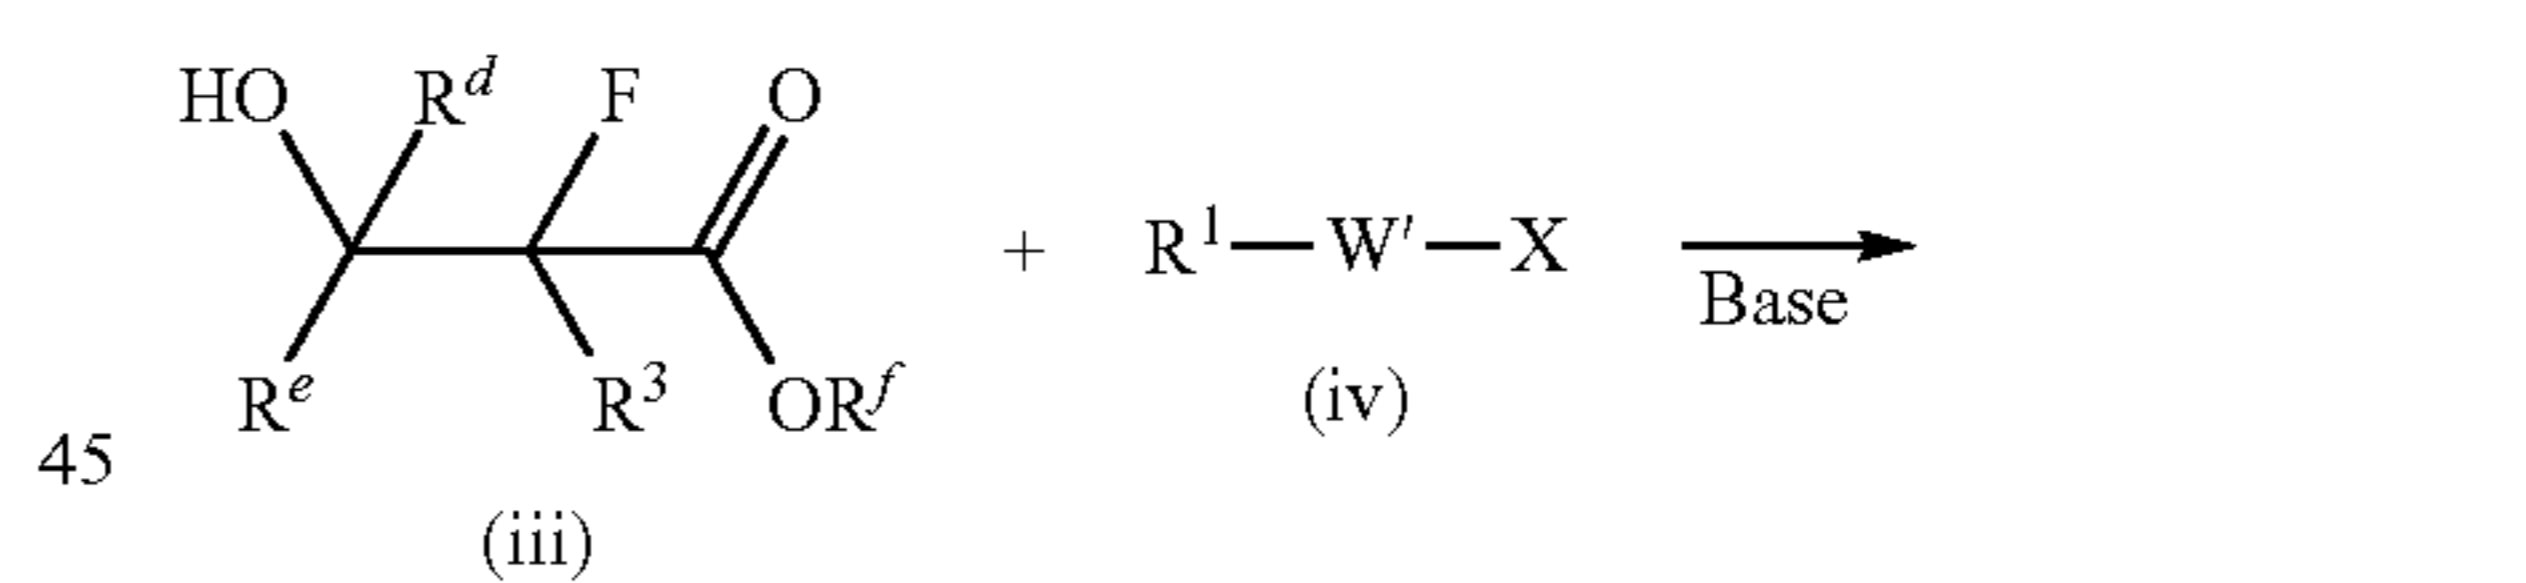 HO R^d F O
+ R^1—W'—X
Base
R^e R^3 OR^f (iv)
45
(iii)